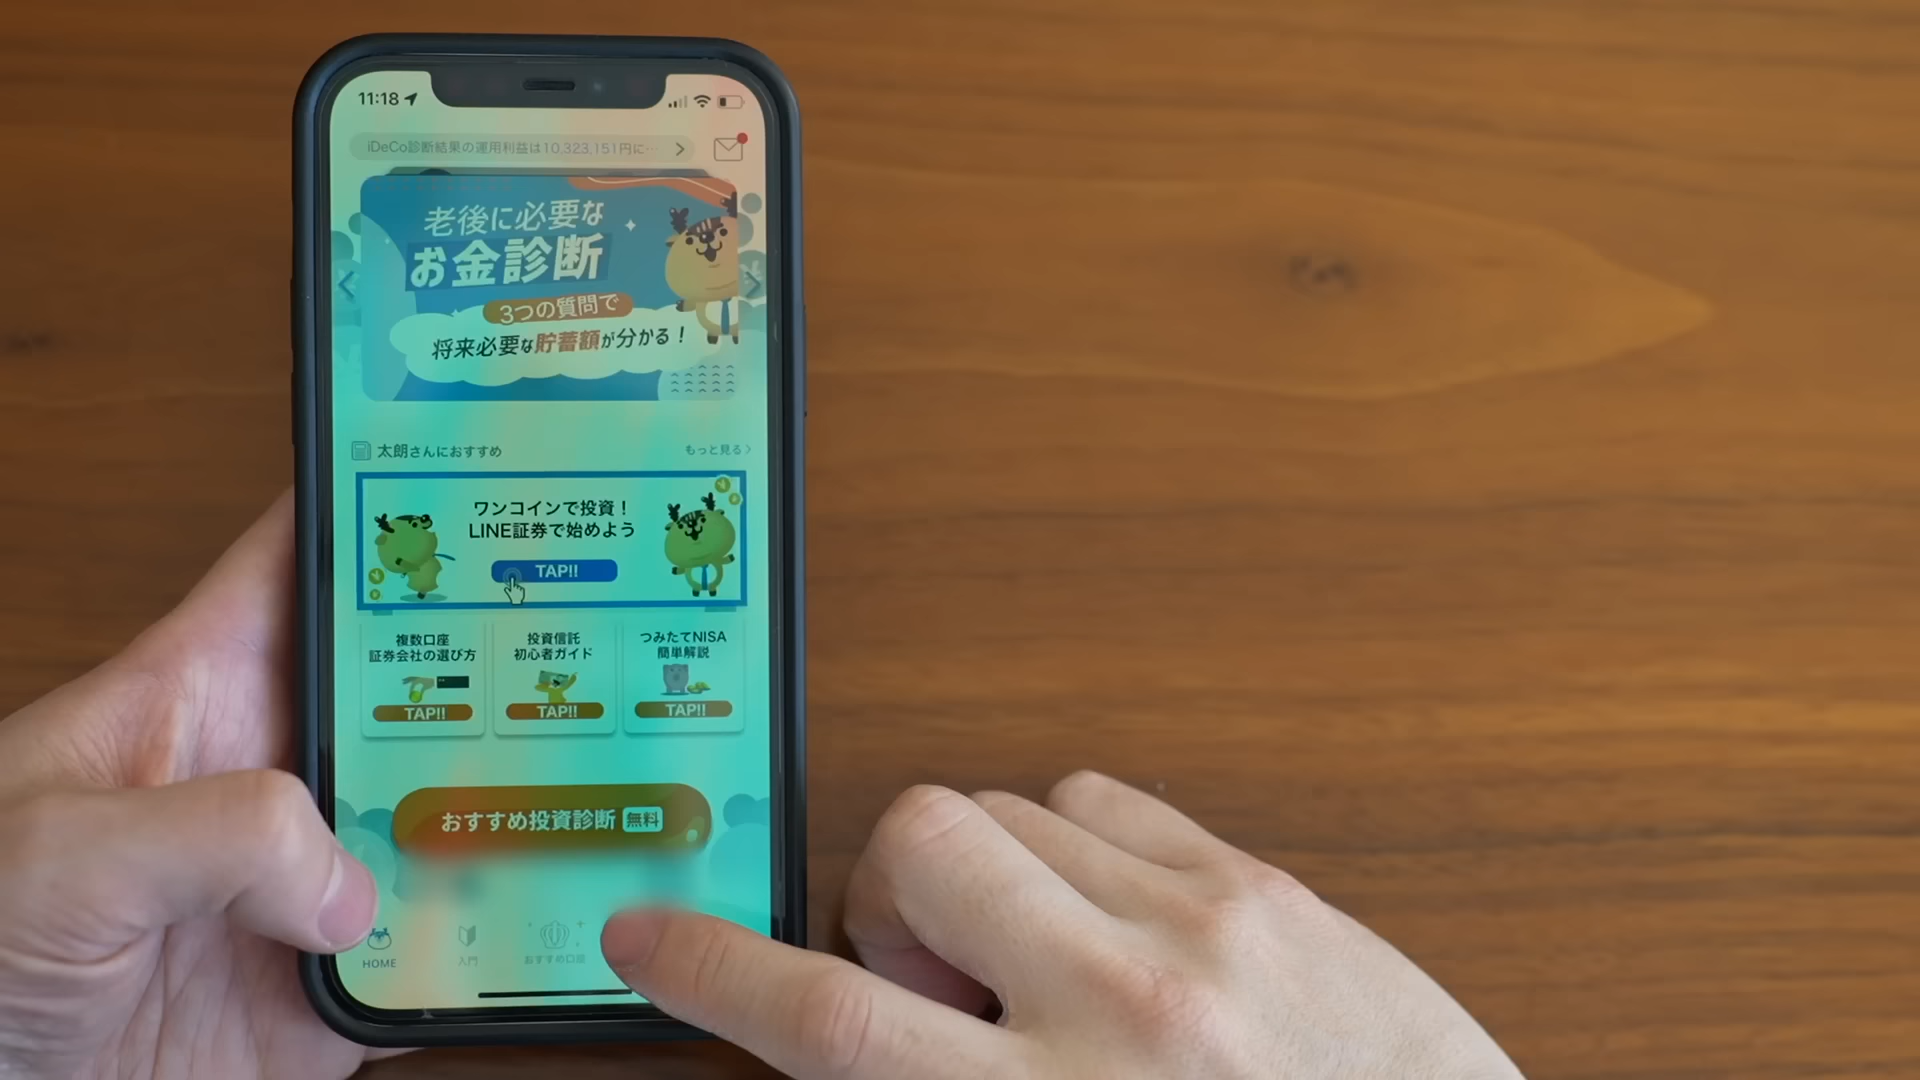 11:18
iDeCo診断結果の運用利益は10,323,151円に…
老後に必要な
お金診断
3つの質問で
将来必要な貯蓄額が分かる！
太朗さんにおすすめ
もっと見る
ワンコインで投資！
LINE証券で始めよう
TAP!!
複数口座
証券会社の選び方
TAP!!
投資信託
初心者ガイド
TAP!!
つみたてNISA
簡単解説
TAP!!
おすすめ投資診断 無料
HOME
入門
おすすめ口座